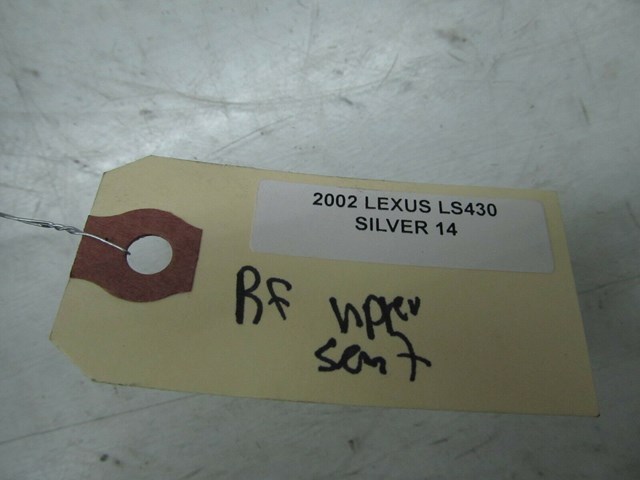 2002 LEXUS LS430
SILVER 14
RF upper
seat